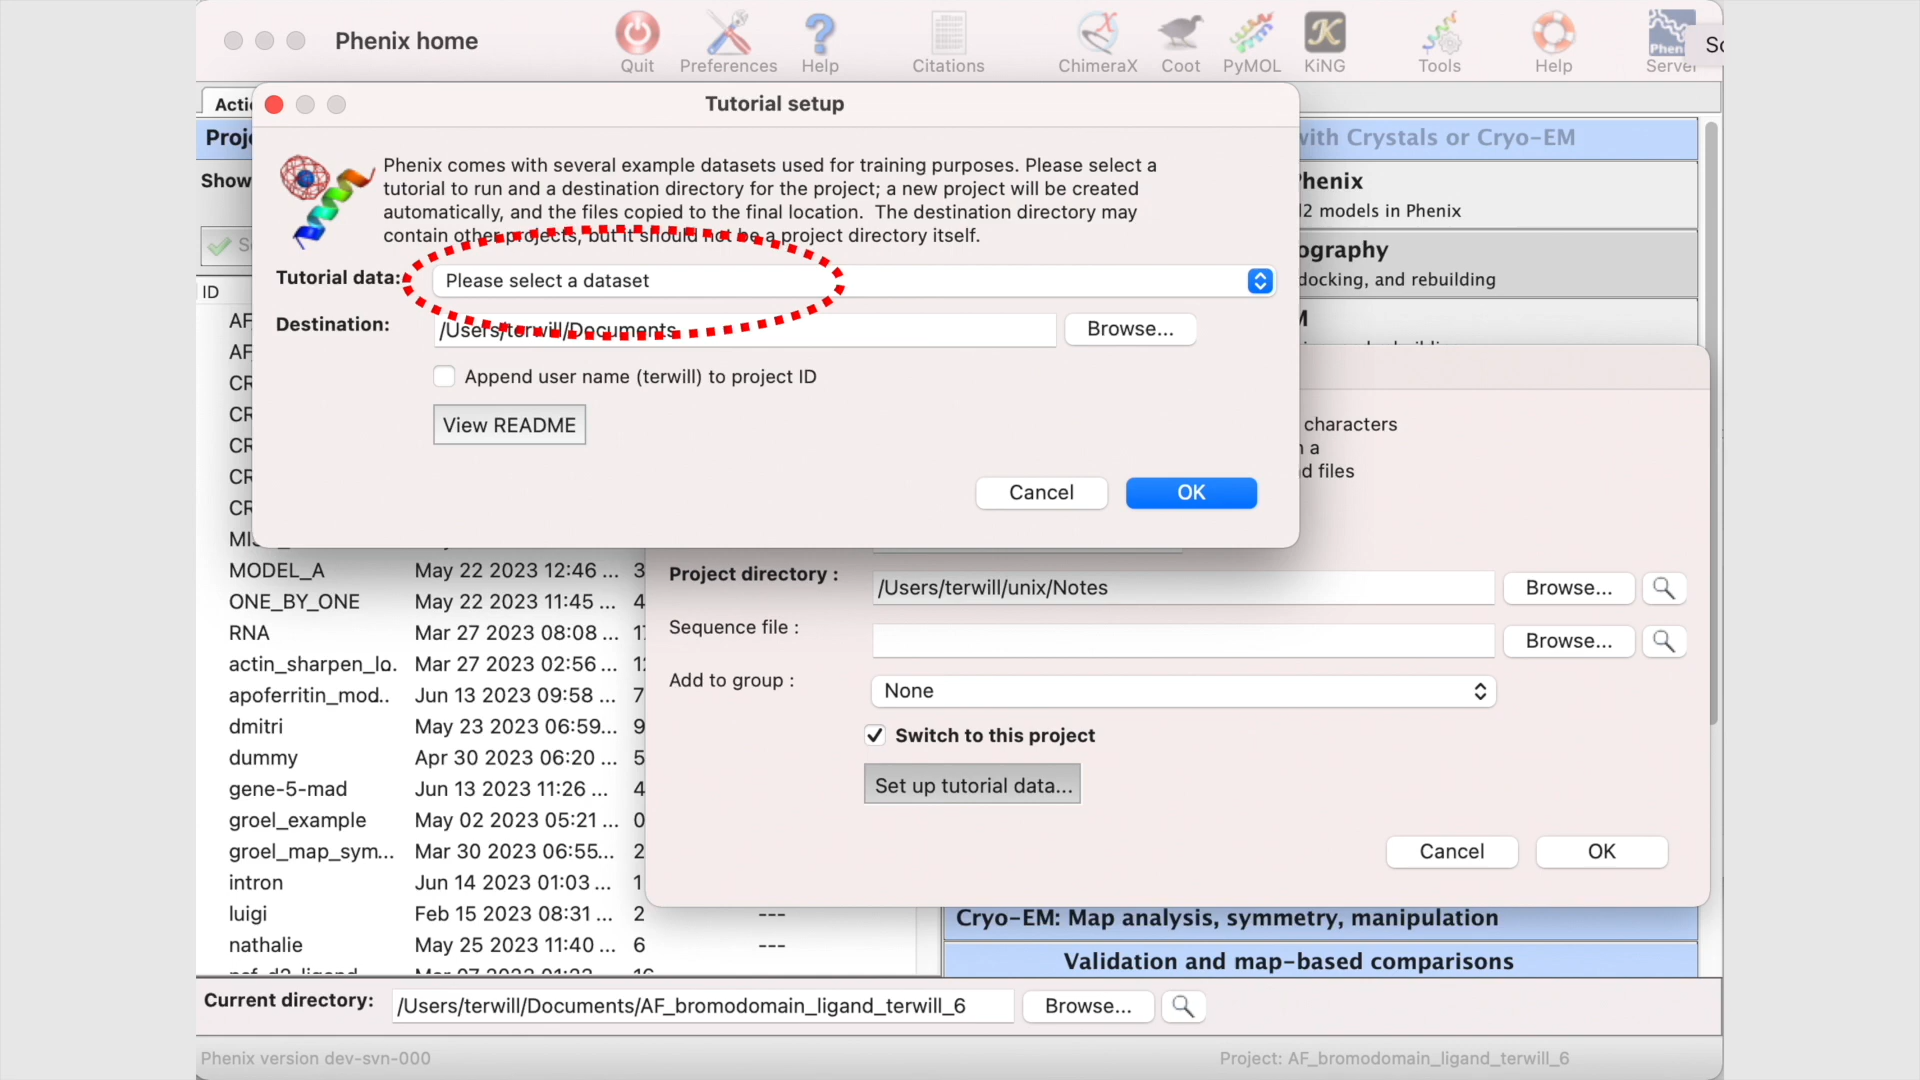 Phenix home
Quit
Preferences
Help
Citations
ChimeraX
Coot
PyMOL
KiNG
Tools
Help
Phen
Server
Tutorial setup
Phenix comes with several example datasets used for training purposes. Please select a
tutorial to run and a destination directory for the project; a new project will be created
automatically, and the files copied to the final location. The destination directory may
contain other projects, but it should not be a project directory itself.
Tutorial data:
Please select a dataset
Destination:
/Users/terwill/Documents
Browse...
Append user name (terwill) to project ID
View README
Cancel
OK
with Crystals or Cryo-EM
Phenix
models in Phenix
docking, and rebuilding
characters
a
files
ID
MODEL_A May 22 2023 12:46 ... 3
ONE_BY_ONE May 22 2023 11:45 ... 4
RNA Mar 27 2023 08:08 ...
actin_sharpen_lo. Mar 27 2023 02:56 ...
apoferritin_mod.. Jun 13 2023 09:58 ... 7
dmitri May 23 2023 06:59... 9
dummy Apr 30 2023 06:20 ... 5
gene-5-mad Jun 13 2023 11:26 ... 4
groel_example May 02 2023 05:21 ... 0
groel_map_sym... Mar 30 2023 06:55... 2
intron Jun 14 2023 01:03 ... 1
luigi Feb 15 2023 08:31 ... 2 ---
nathalie May 25 2023 11:40 ... 6 ---
Project directory :
/Users/terwill/unix/Notes
Browse...
Sequence file :
Browse...
Add to group :
None
Switch to this project
Set up tutorial data...
Cancel
OK
Cryo-EM: Map analysis, symmetry, manipulation
Validation and map-based comparisons
Current directory:
/Users/terwill/Documents/AF_bromodomain_ligand_terwill_6
Browse...
Phenix version dev-svn-000
Project: AF_bromodomain_ligand_terwill_6